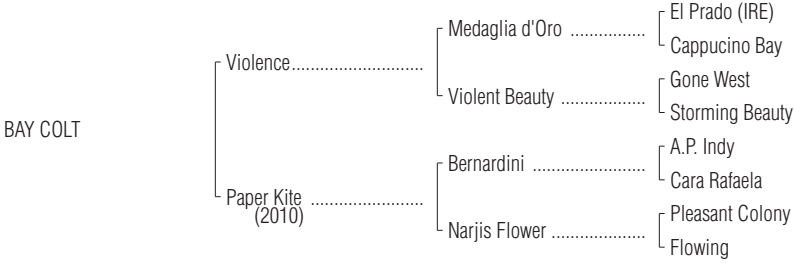 El Prado (IRE)
Medaglia d'Oro ................
Cappucino Bay
Violence............................
Gone West
Violent Beauty ..................
Storming Beauty
BAY COLT
A.P. Indy
Bernardini ........................
Cara Rafaela
Paper Kite ........................
(2010)
Pleasant Colony
Narjis Flower ....................
Flowing